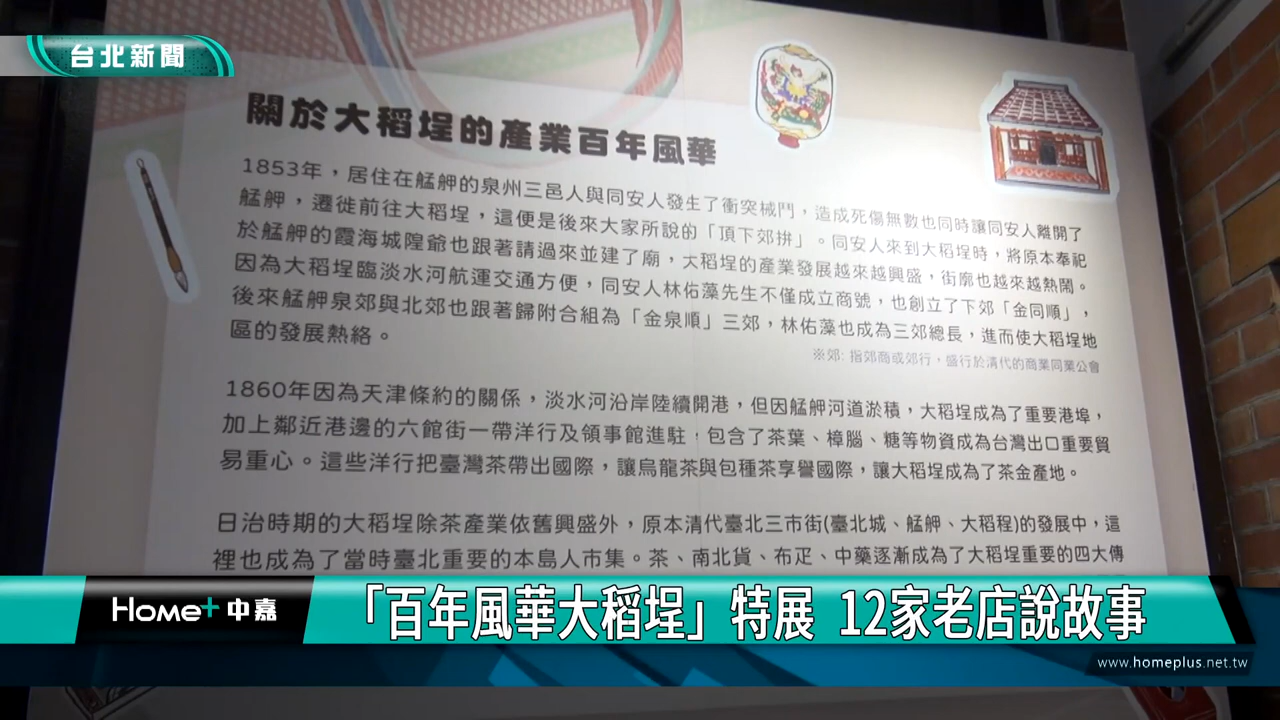 台北新聞
關於大稻埕的產業百年風華
1853年，居住在艋舺的泉州三邑人與同安人發生了衝突械鬥，造成死傷無數也同時讓同安人離開了
艋舺，遷徙前往大稻埕，這便是後來大家所說的「頂下郊拚」。同安人來到大稻埕時，將原本奉祀
於艋舺的霞海城隍爺也跟著請過來並建了廟，大稻埕的產業發展越來越興盛，街廓也越來越熱鬧。
因為大稻埕臨淡水河航運交通方便，同安人林佑藻先生不僅成立商號，也創立了下郊「金同順」，
後來艋舺泉郊與北郊也跟著歸附合組為「金泉順」三郊，林佑藻也成為三郊總長，進而使大稻埕地
區的發展熱絡。
※郊: 指郊商或郊行，盛行於清代的商業同業公會
1860年因為天津條約的關係，淡水河沿岸陸續開港，但因艋舺河道淤積，大稻埕成為了重要港埠，
加上鄰近港邊的六館街一帶洋行及領事館進駐，包含了茶葉、樟腦、糖等物資成為台灣出口重要貿
易重心。這些洋行把臺灣茶帶出國際，讓烏龍茶與包種茶享譽國際，讓大稻埕成為了茶金產地。
日治時期的大稻埕除茶產業依舊興盛外，原本清代臺北三市街(臺北城、艋舺、大稻程)的發展中，這
裡也成為了當時臺北重要的本島人市集。茶、南北貨、布疋、中藥逐漸成為了大稻埕重要的四大傳
Home+ 中嘉
「百年風華大稻埕」特展 12家老店說故事
www.homeplus.net.tw